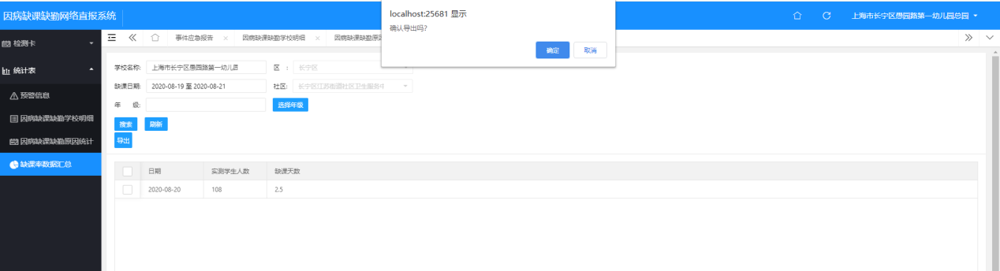 因病缺课缺勤网络直报系统
localhost:25681 显示
确认导出吗?
确定 取消
上海市长宁区愚园路第一幼儿园总园
检测卡
统计表
预警信息
因病缺课缺勤学校明细
因病缺课缺勤原因统计
缺课率数据汇总
事件应急报告 × 因病缺课缺勤学校明细 × 因病缺课缺勤原因
学校名称: 上海市长宁区愚园路第一幼儿园 区 : 长宁区
缺课日期: 2020-08-19 至 2020-08-21 社区: 长宁区江苏街道社区卫生服务中
年 级: 选择年级
搜索 刷新
导出
日期 实测学生人数 缺课天数
2020-08-20 108 2.5